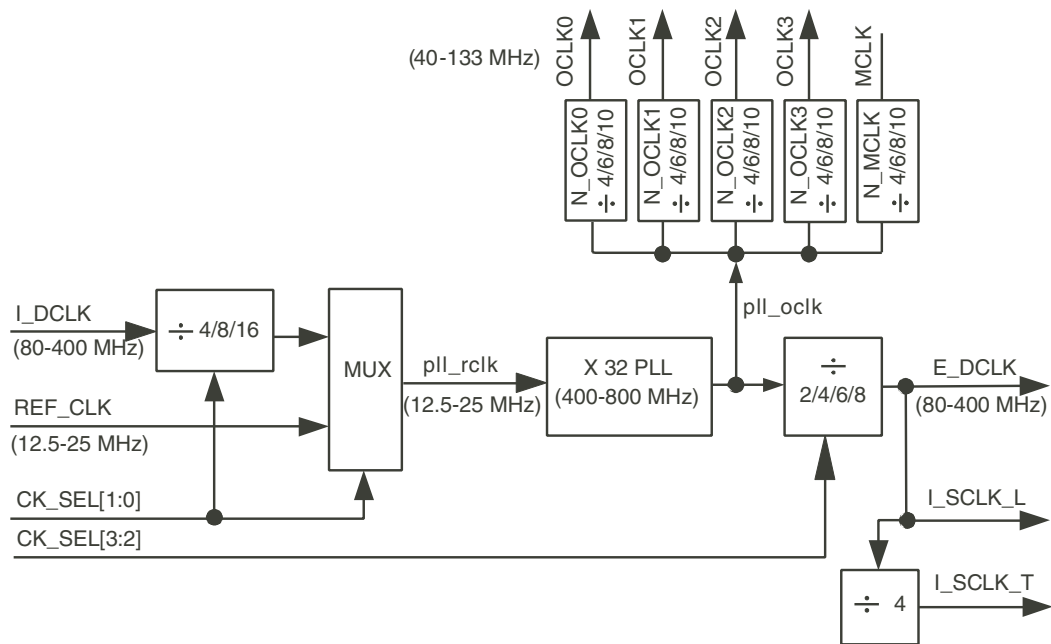 (40-133 MHz)
OCLK0
OCLK1
OCLK2
OCLK3
MCLK
N_OCLK0
÷ 4/6/8/10
N_OCLK1
÷ 4/6/8/10
N_OCLK2
÷ 4/6/8/10
N_OCLK3
÷ 4/6/8/10
N_MCLK
÷ 4/6/8/10
I_DCLK
(80-400 MHz)
÷ 4/8/16
REF_CLK
(12.5-25 MHz)
MUX
pll_rclk
(12.5-25 MHz)
X 32 PLL
(400-800 MHz)
pll_oclk
÷
2/4/6/8
E_DCLK
(80-400 MHz)
CK_SEL[1:0]
CK_SEL[3:2]
I_SCLK_L
÷ 4
I_SCLK_T